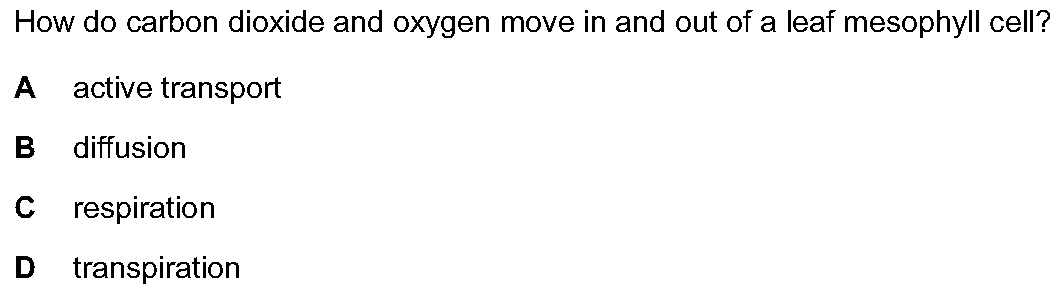 How do carbon dioxide and oxygen move in and out of a leaf mesophyll cell?
A active transport
B diffusion
C respiration
D transpiration